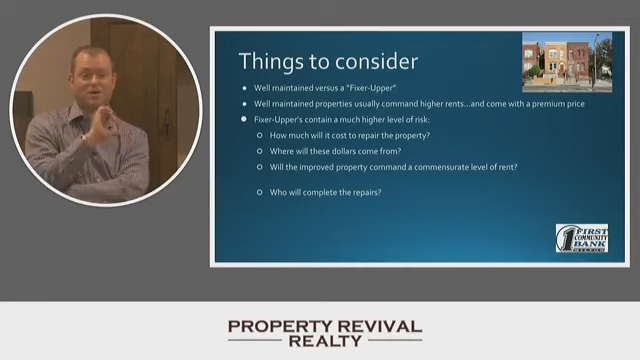 Things to consider
Well maintained versus a "Fixer-Upper"
Well maintained properties usually command higher rents...and come with a premium price
Fixer-Upper's contain a much higher level of risk:
How much will it cost to repair the property?
Where will these dollars come from?
Will the improved property command a commensurate level of rent?
Who will complete the repairs?
1 FIRST
COMMUNITY
BANK
PROPERTY REVIVAL
REALTY